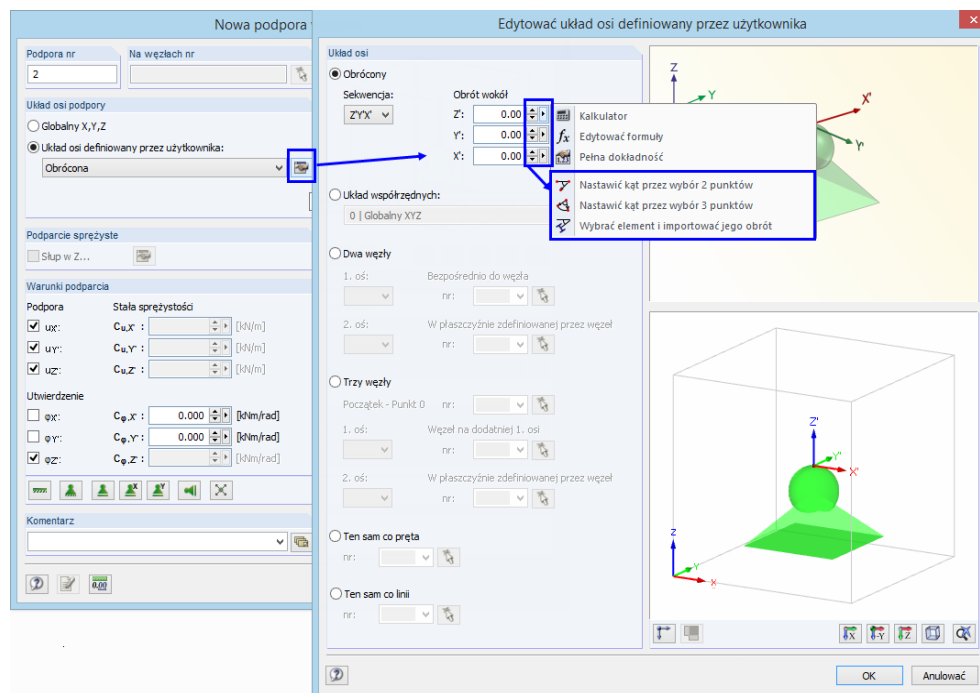 Nowa podpora
Podpora nr
Na węzłach nr
2
Układ osi podpory
Globalny X,Y,Z
Układ osi definiowany przez użytkownika:
Obrócona
Podparcie sprężyste
Słup w Z...
Warunki podparcia
Podpora
Stała sprężystości
uX':
Cu,X' :
[kN/m]
uY':
Cu,Y' :
[kN/m]
uZ':
Cu,Z' :
[kN/m]
Utwierdzenie
φX':
Cφ,X' :
0.000
[kNm/rad]
φY':
Cφ,Y' :
0.000
[kNm/rad]
φZ':
Cφ,Z' :
[kNm/rad]
X
Y
Komentarz
0.00
Edytować układ osi definiowany przez użytkownika
Układ osi
Obrócony
Sekwencja:
Obrót wokół
Z'Y'X'
Z':
0.00
Y':
0.00
X':
0.00
Kalkulator
fx Edytować formuły
Pełna dokładność
Nastawić kąt przez wybór 2 punktów
Nastawić kąt przez wybór 3 punktów
Wybrać element i importować jego obrót
Układ współrzędnych:
0 | Globalny XYZ
Dwa węzły
1. oś:
Bezpośrednio do węzła
nr:
2. oś:
W płaszczyźnie zdefiniowanej przez węzeł
nr:
Trzy węzły
Początek - Punkt 0
nr:
1. oś:
Węzeł na dodatniej 1. osi
nr:
2. oś:
W płaszczyźnie zdefiniowanej przez węzeł
nr:
Ten sam co pręta
nr:
Ten sam co linii
nr:
Z
Y
X'
Y'
Z'
Y'
X'
Z
Y
X
X
-Y
Z
OK
Anulować